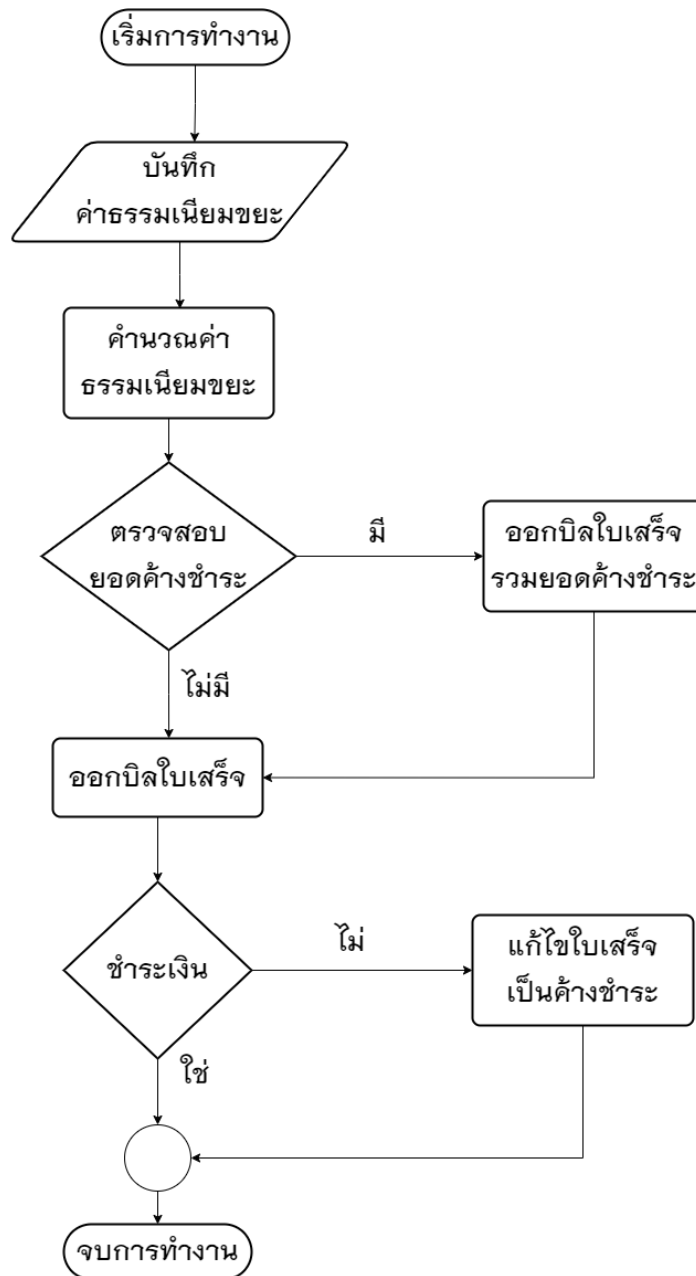 เริ่มการทำงาน
บันทึก
ค่าธรรมเนียมขยะ
คำนวณค่า
ธรรมเนียมขยะ
ตรวจสอบ
ยอดค้างชำระ
มี
ออกบิลใบเสร็จ
รวมยอดค้างชำระ
ไม่มี
ออกบิลใบเสร็จ
ชำระเงิน
ไม่
แก้ไขใบเสร็จ
เป็นค้างชำระ
ใช่
จบการทำงาน